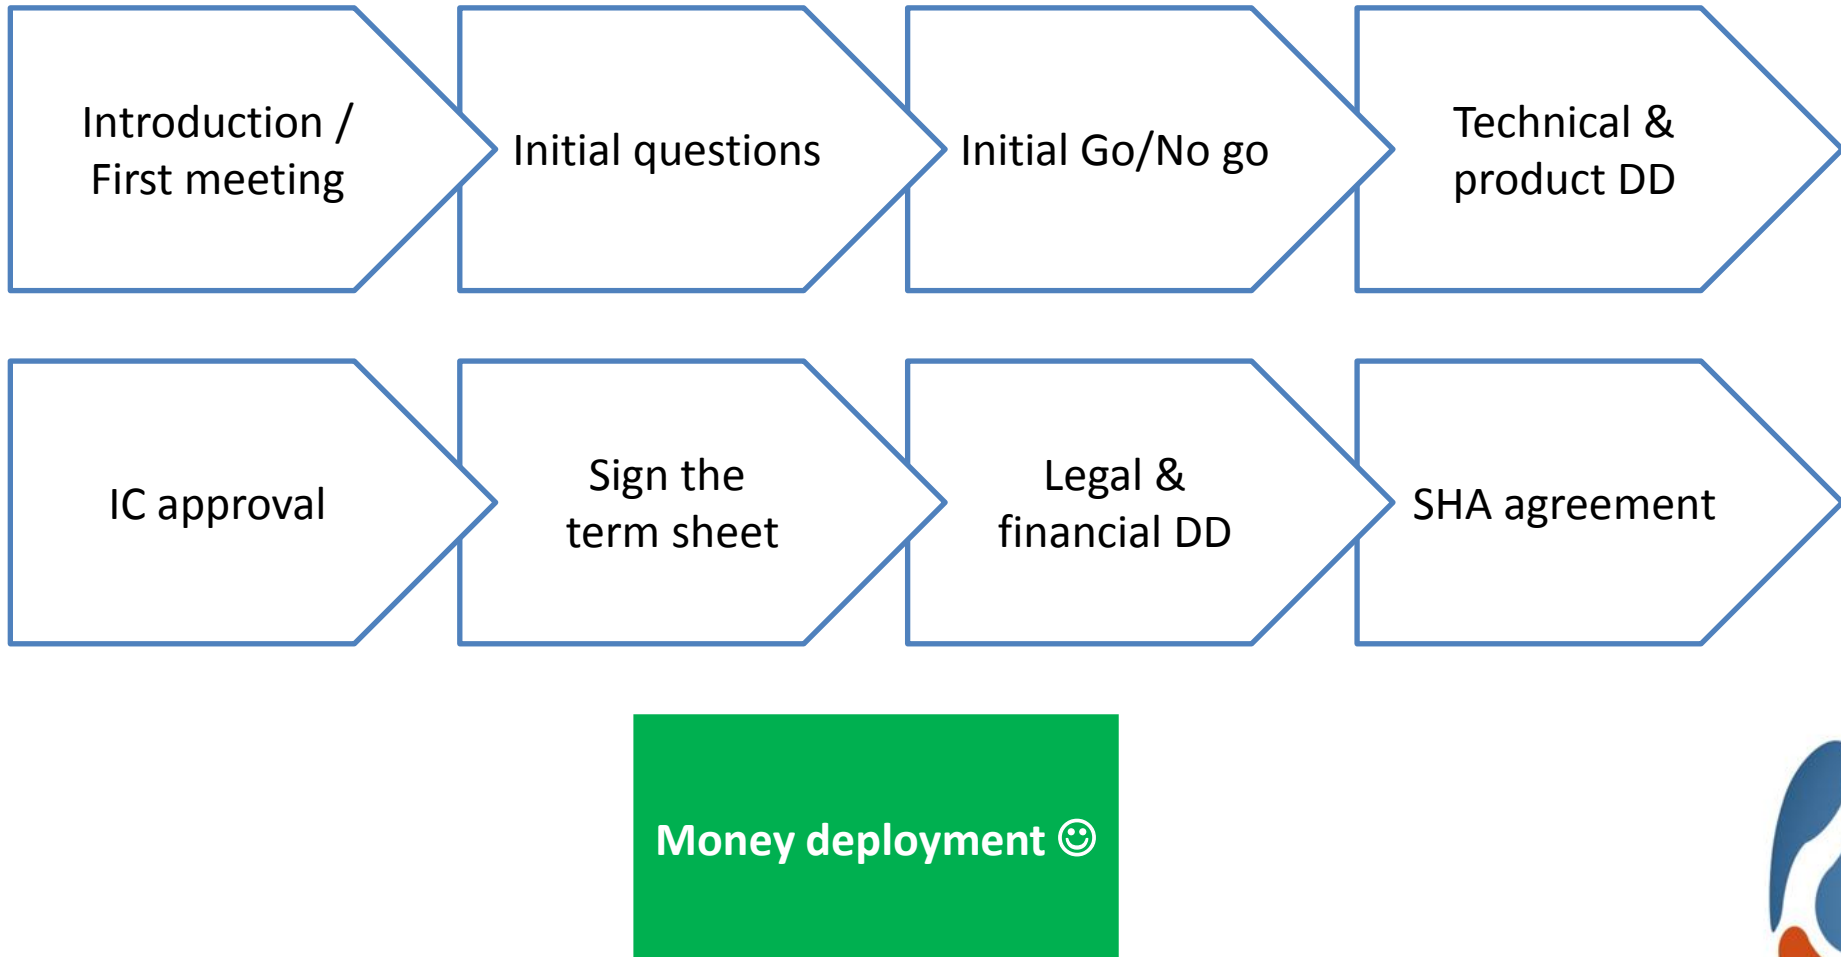 Introduction /
First meeting
Initial questions
Initial Go/No go
Technical &
product DD
IC approval
Sign the
term sheet
Legal &
financial DD
SHA agreement
Money deployment ☺